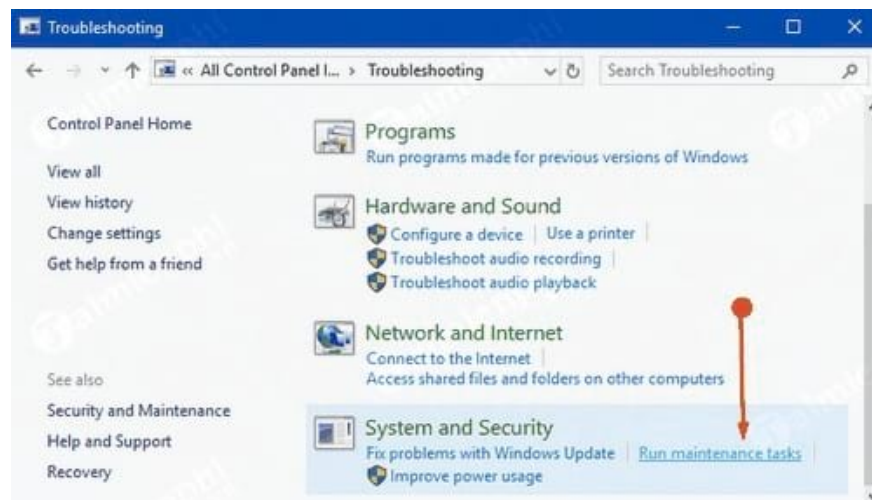 Troubleshooting
« All Control Panel I... > Troubleshooting
Search Troubleshooting
Control Panel Home
View all
View history
Change settings
Get help from a friend
See also
Security and Maintenance
Help and Support
Recovery
Programs
Run programs made for previous versions of Windows
Hardware and Sound
Configure a device | Use a printer |
Troubleshoot audio recording |
Troubleshoot audio playback
Network and Internet
Connect to the Internet |
Access shared files and folders on other computers
System and Security
Fix problems with Windows Update | Run maintenance tasks |
Improve power usage